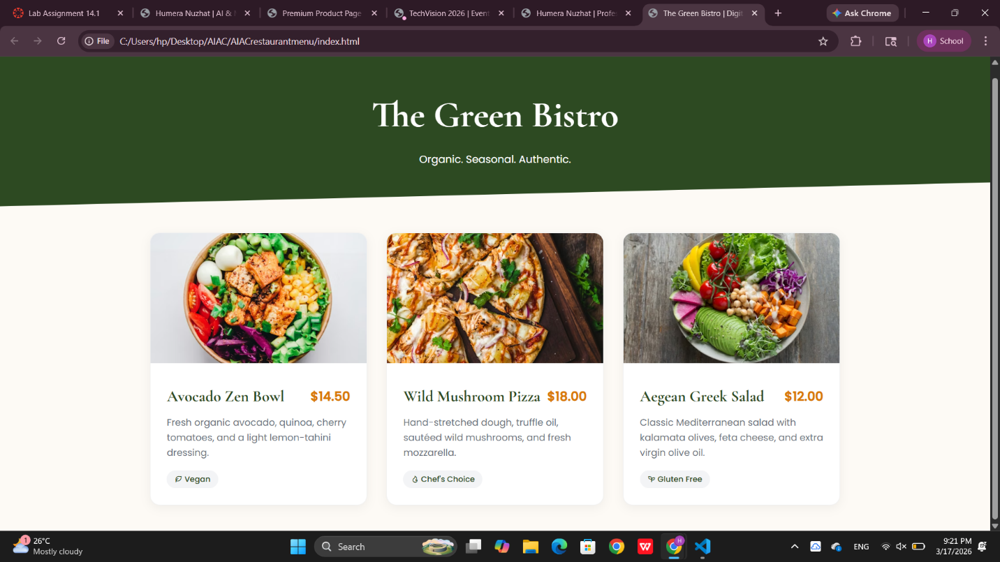 Lab Assignment 14.1
Humera Nuzhat | AI &
Premium Product Page
TechVision 2026 | Event
Humera Nuzhat | Profes
The Green Bistro | Digit
Ask Chrome
File
C:/Users/hp/Desktop/AIAC/AIACrestaurantmenu/index.html
H
School
The Green Bistro
Organic. Seasonal. Authentic.
Avocado Zen Bowl
$14.50
Fresh organic avocado, quinoa, cherry
tomatoes, and a light lemon-tahini
dressing.
Vegan
Wild Mushroom Pizza
$18.00
Hand-stretched dough, truffle oil,
sautéed wild mushrooms, and fresh
mozzarella.
Chef's Choice
Aegean Greek Salad
$12.00
Classic Mediterranean salad with
kalamata olives, feta cheese, and extra
virgin olive oil.
Gluten Free
1
26°C
Mostly cloudy
Search
W
H
ENG
9:21 PM
3/17/2026